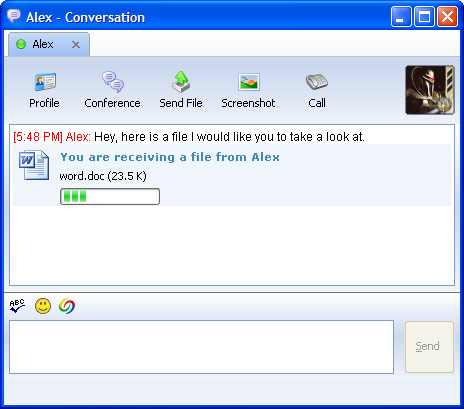 Alex - Conversation
Alex
Profile Conference Send File Screenshot Call
[5:48 PM] Alex: Hey, here is a file I would like you to take a look at.
You are receiving a file from Alex
W
word.doc (23.5 K)
ABC
Send